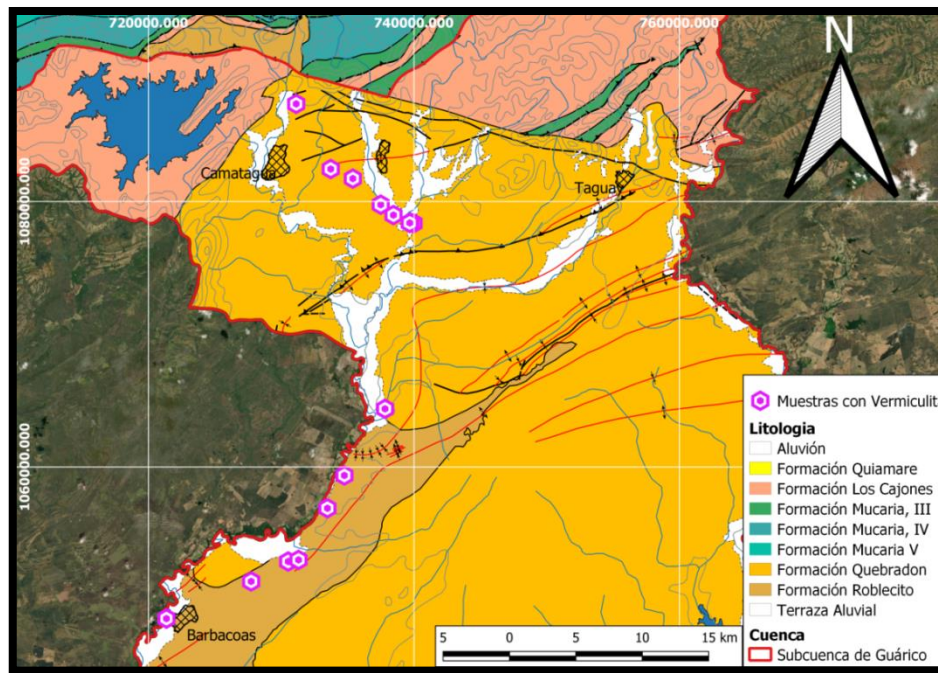 720000.000 740000.000 760000.000
N
Camatagua
Taguay
1080000.000
1060000.000
Barbacoas
5 0 5 10 15 km
Muestras con Vermiculit
Litologia
Aluvión
Formación Quiamare
Formación Los Cajones
Formación Mucaria, III
Formación Mucaria, IV
Formación Mucaria V
Formación Quebradon
Formación Roblecito
Terraza Aluvial
Cuenca
Subcuenca de Guárico